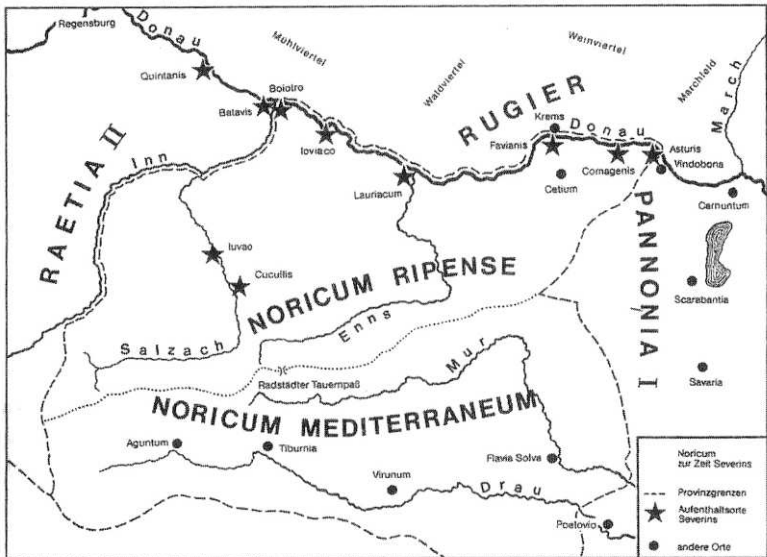 Regensburg
Donau
Mühlviertel
Weinviertel
Quintanis
Waldviertel
Marchfeld
March
Boiotro
Batavis
RUGIER
Krems
Donau
Ioviaco
Favianis
Asturis
Comagenis
Vindobona
Inn
Lauriacum
Cetium
Carnuntum
RAETIA II
PANNONIA I
Iuvao
Cucullis
NORICUM RIPENSE
Scarabantia
Enns
Salzach
Mur
Radstädter Tauernpaß
Savaria
NORICUM MEDITERRANEUM
Aguntum
Tiburnia
Flavia Solva
Virunum
Drau
Poetovio
Noricum
zur Zeit Severins
Provinzgrenzen
Aufenthaltsorte
Severins
andere Orte